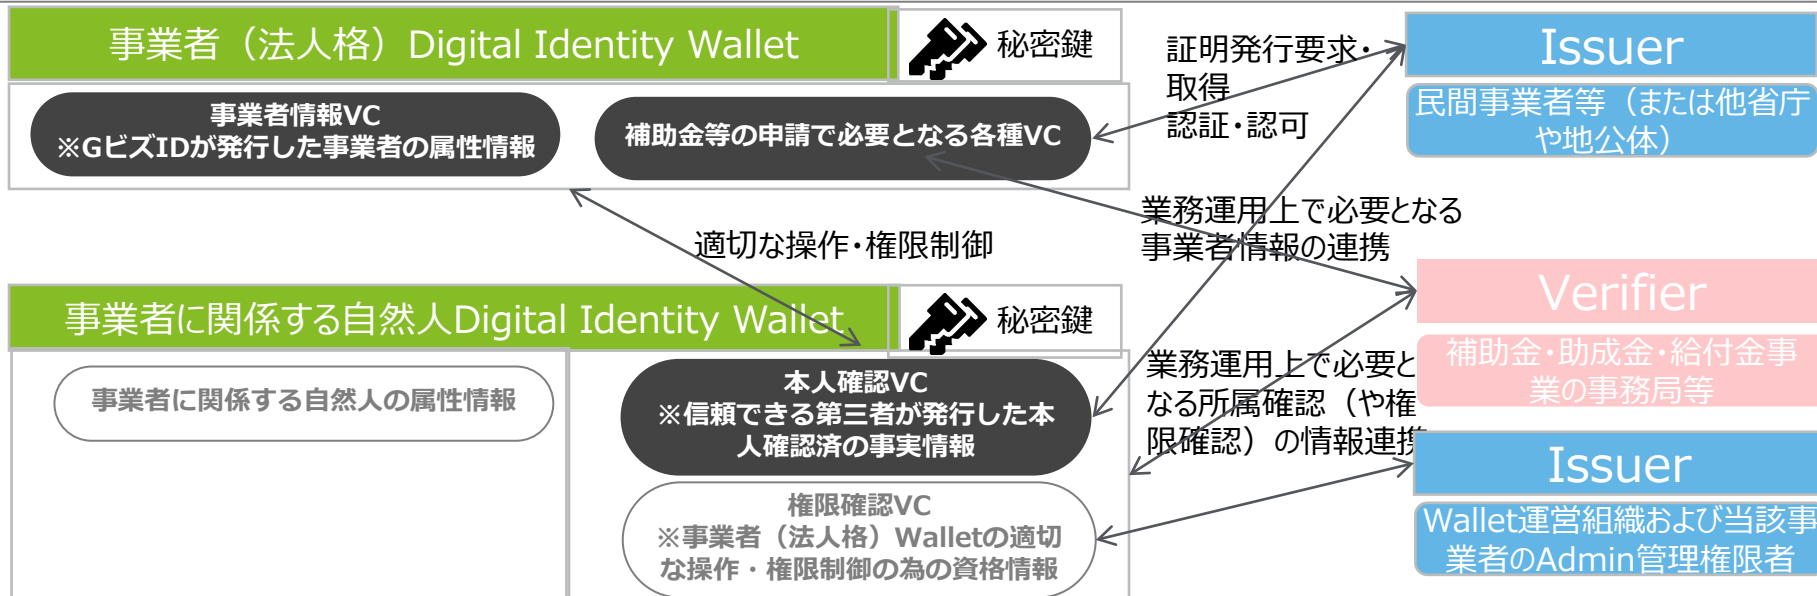 事業者（法人格）Digital Identity Wallet
秘密鍵
事業者情報VC
※GビズIDが発行した事業者の属性情報
補助金等の申請で必要となる各種VC
証明発行要求・
取得
認証・認可
Issuer
民間事業者等（または他省庁
や地公体）
適切な操作・権限制御
業務運用上で必要となる
事業者情報の連携
Verifier
補助金・助成金・給付金事
業の事務局等
事業者に関係する自然人Digital Identity Wallet
秘密鍵
事業者に関係する自然人の属性情報
本人確認VC
※信頼できる第三者が発行した本
人確認済の事実情報
権限確認VC
※事業者（法人格）Walletの適切
な操作・権限制御の為の資格情報
業務運用上で必要と
なる所属確認（や権
限確認）の情報連携
Issuer
Wallet運営組織および当該事
業者のAdmin管理権限者